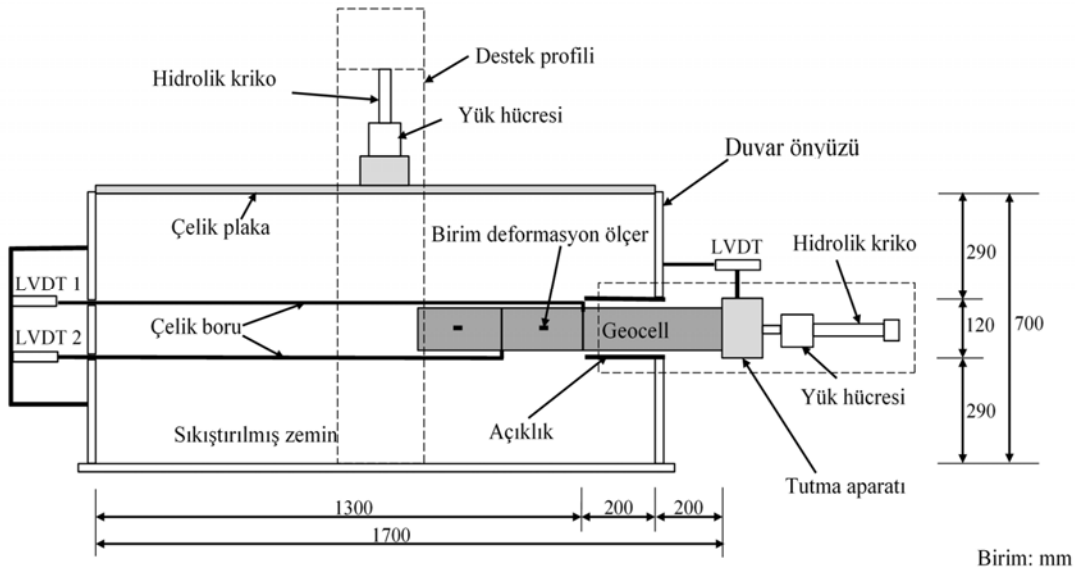 Destek profili
Hidrolik kriko
Yük hücresi
Duvar önyüzü
Çelik plaka
Birim deformasyon ölçer
LVDT
Hidrolik kriko
290
LVDT 1
Çelik boru
Geocell
120
700
LVDT 2
Yük hücresi
290
Sıkıştırılmış zemin
Açıklık
Tutma aparatı
1300
200
200
1700
Birim: mm